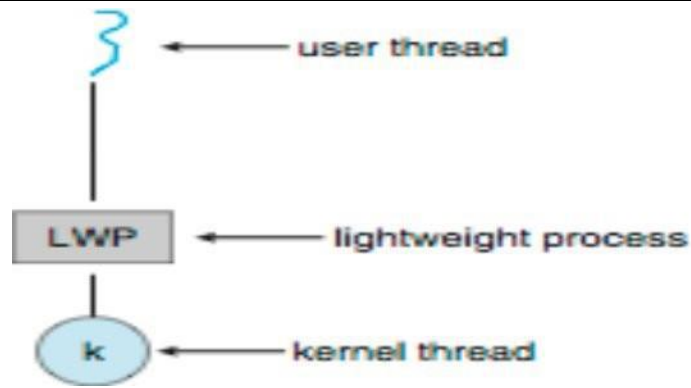 user thread
LWP
lightweight process
k
kernel thread